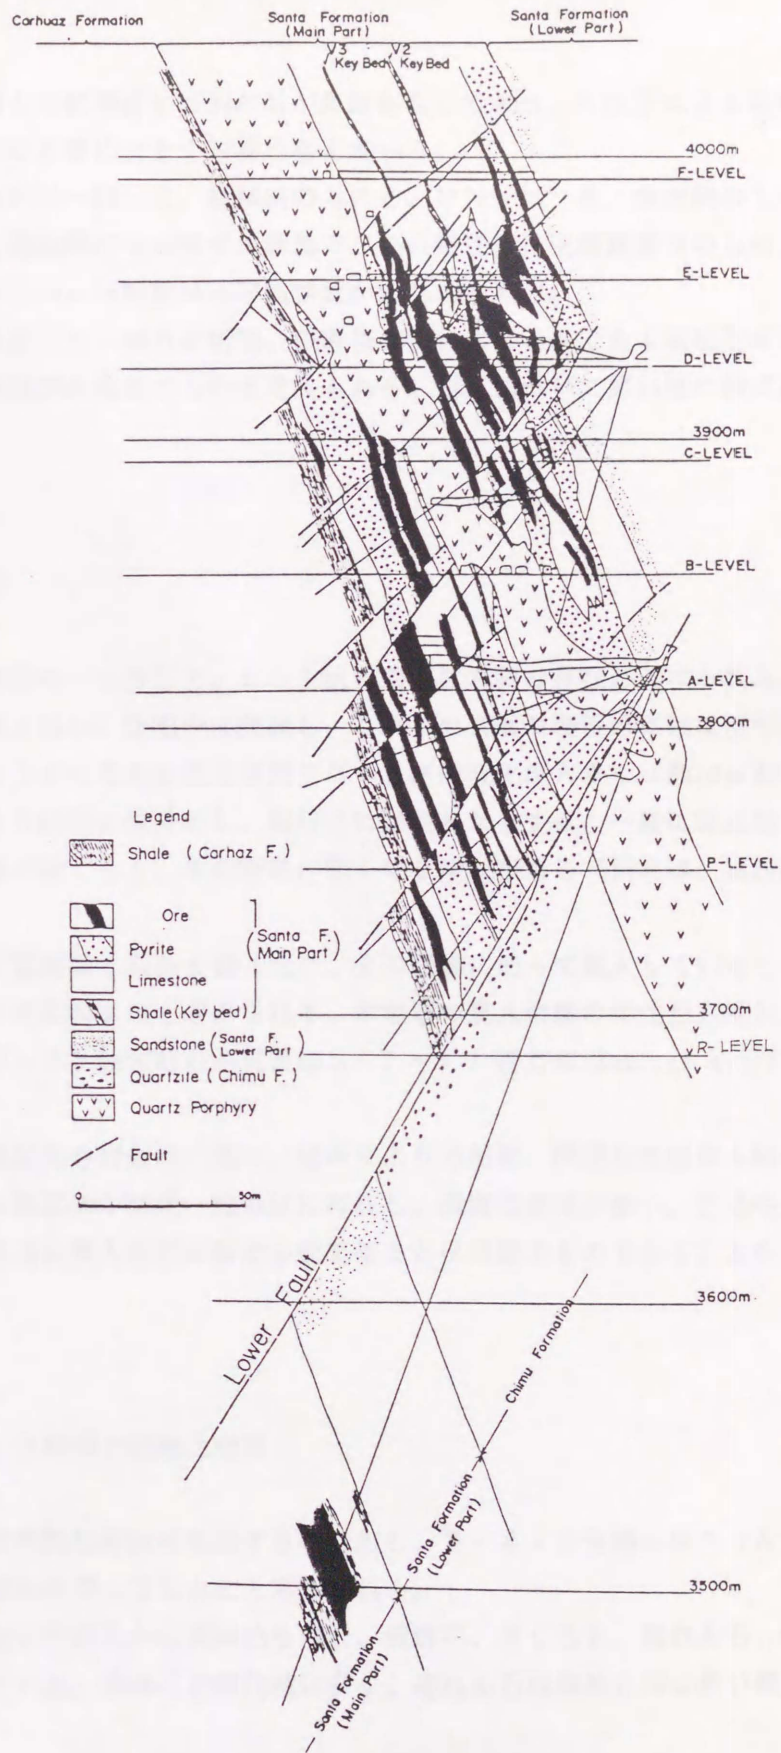 Carhuaz Formation
Santa Formation
(Main Part)
Santa Formation
(Lower Part)
V3
Key Bed
V2
Key Bed
4000m
F-LEVEL
E-LEVEL
D-LEVEL
3900m
C-LEVEL
B-LEVEL
A-LEVEL
3800m
P-LEVEL
3700m
R-LEVEL
3600m
3500m
Legend
Shale ( Carhaz F. )
Ore
Pyrite
Limestone
Shale (Key bed)
Santa F.
Main Part
Sandstone (Santa F. Lower Part)
Quartzite ( Chimu F. )
Quartz Porphyry
Fault
0 50m
Lower Fault
Chimu Formation
Santa Formation
(Lower Part)
Santa Formation
(Main Part)